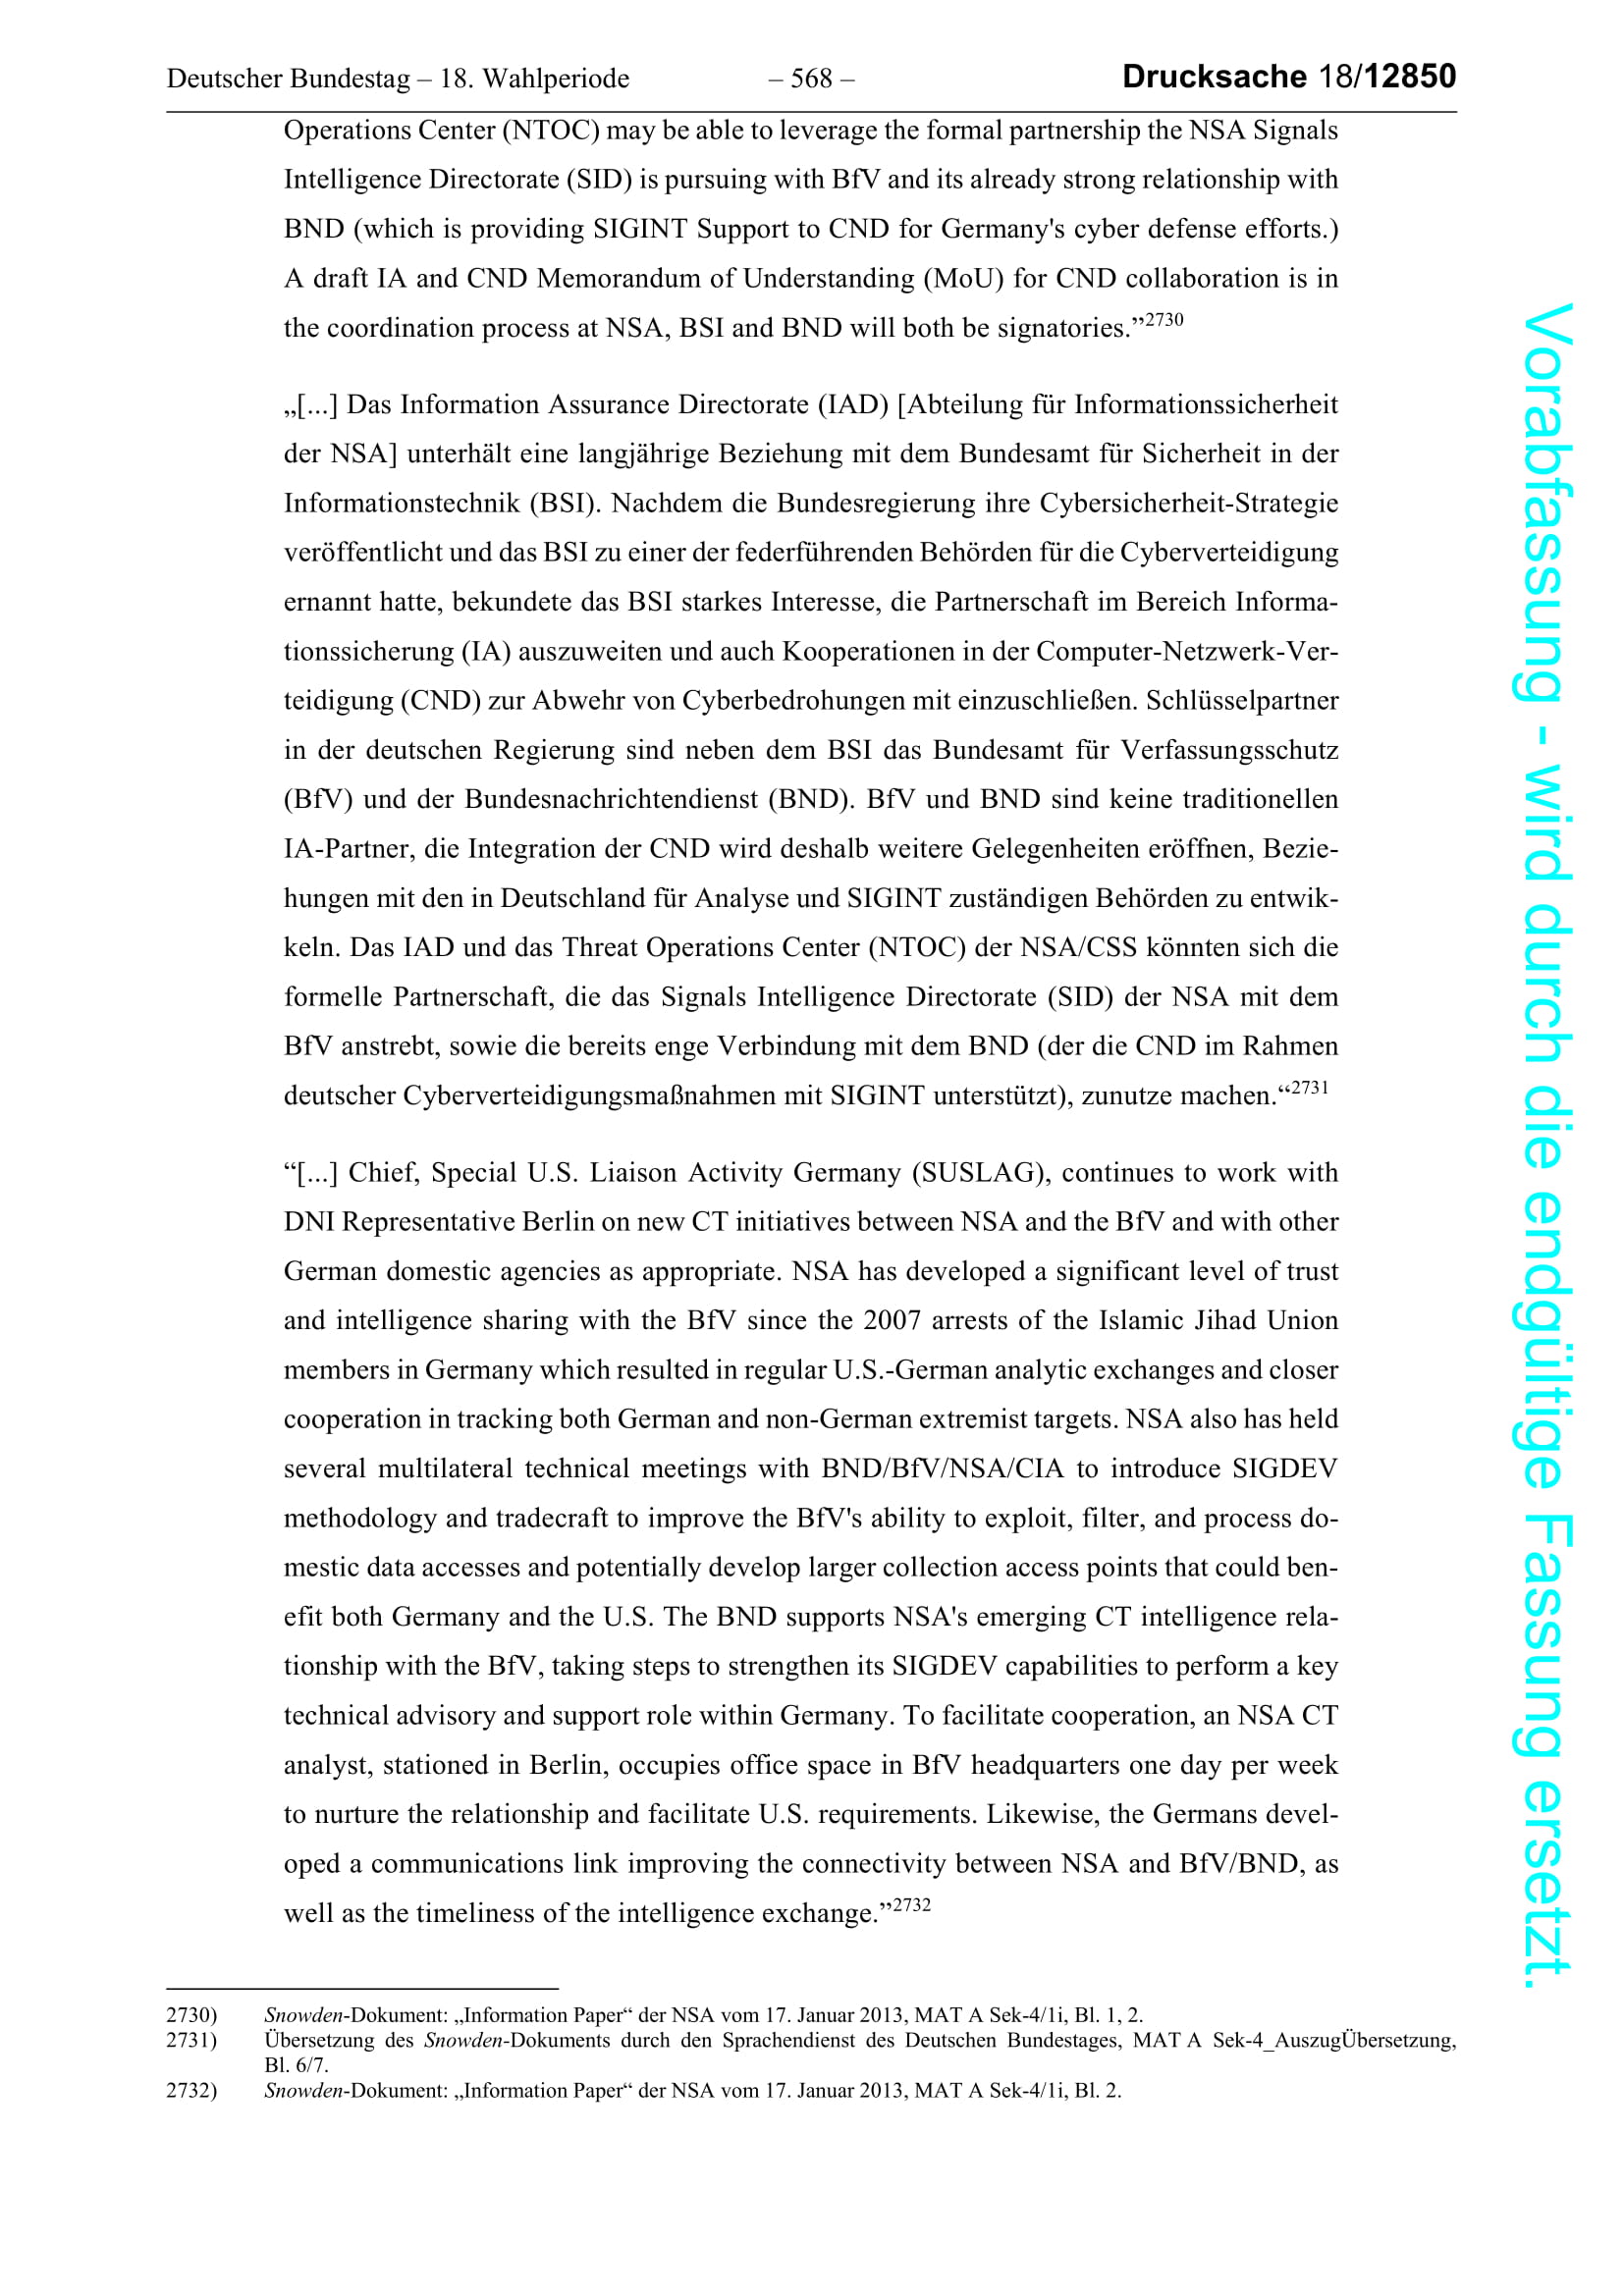 Deutscher Bundestag – 18. Wahlperiode – 568 – Drucksache 18/12850
Operations Center (NTOC) may be able to leverage the formal partnership the NSA Signals
Intelligence Directorate (SID) is pursuing with BfV and its already strong relationship with
BND (which is providing SIGINT Support to CND for Germany's cyber defense efforts.)
A draft IA and CND Memorandum of Understanding (MoU) for CND collaboration is in
the coordination process at NSA, BSI and BND will both be signatories.”2730
„[...] Das Information Assurance Directorate (IAD) [Abteilung für Informationssicherheit
der NSA] unterhält eine langjährige Beziehung mit dem Bundesamt für Sicherheit in der
Informationstechnik (BSI). Nachdem die Bundesregierung ihre Cybersicherheit-Strategie
veröffentlicht und das BSI zu einer der federführenden Behörden für die Cyberverteidigung
ernannt hatte, bekundete das BSI starkes Interesse, die Partnerschaft im Bereich Informa-
tionssicherung (IA) auszuweiten und auch Kooperationen in der Computer-Netzwerk-Ver-
teidigung (CND) zur Abwehr von Cyberbedrohungen mit einzuschließen. Schlüsselpartner
in der deutschen Regierung sind neben dem BSI das Bundesamt für Verfassungsschutz
(BfV) und der Bundesnachrichtendienst (BND). BfV und BND sind keine traditionellen
IA-Partner, die Integration der CND wird deshalb weitere Gelegenheiten eröffnen, Bezie-
hungen mit den in Deutschland für Analyse und SIGINT zuständigen Behörden zu entwik-
keln. Das IAD und das Threat Operations Center (NTOC) der NSA/CSS könnten sich die
formelle Partnerschaft, die das Signals Intelligence Directorate (SID) der NSA mit dem
BfV anstrebt, sowie die bereits enge Verbindung mit dem BND (der die CND im Rahmen
deutscher Cyberverteidigungsmaßnahmen mit SIGINT unterstützt), zunutze machen.“2731
“[...] Chief, Special U.S. Liaison Activity Germany (SUSLAG), continues to work with
DNI Representative Berlin on new CT initiatives between NSA and the BfV and with other
German domestic agencies as appropriate. NSA has developed a significant level of trust
and intelligence sharing with the BfV since the 2007 arrests of the Islamic Jihad Union
members in Germany which resulted in regular U.S.-German analytic exchanges and closer
cooperation in tracking both German and non-German extremist targets. NSA also has held
several multilateral technical meetings with BND/BfV/NSA/CIA to introduce SIGDEV
methodology and tradecraft to improve the BfV's ability to exploit, filter, and process do-
mestic data accesses and potentially develop larger collection access points that could ben-
efit both Germany and the U.S. The BND supports NSA's emerging CT intelligence rela-
tionship with the BfV, taking steps to strengthen its SIGDEV capabilities to perform a key
technical advisory and support role within Germany. To facilitate cooperation, an NSA CT
analyst, stationed in Berlin, occupies office space in BfV headquarters one day per week
to nurture the relationship and facilitate U.S. requirements. Likewise, the Germans devel-
oped a communications link improving the connectivity between NSA and BfV/BND, as
well as the timeliness of the intelligence exchange.”2732
2730) Snowden-Dokument: „Information Paper“ der NSA vom 17. Januar 2013, MAT A Sek-4/1i, Bl. 1, 2.
2731) Übersetzung des Snowden-Dokuments durch den Sprachendienst des Deutschen Bundestages, MAT A Sek-4_AuszugÜbersetzung,
Bl. 6/7.
2732) Snowden-Dokument: „Information Paper“ der NSA vom 17. Januar 2013, MAT A Sek-4/1i, Bl. 2.
Vorabfassung - wird durch die endgültige Fassung ersetzt.